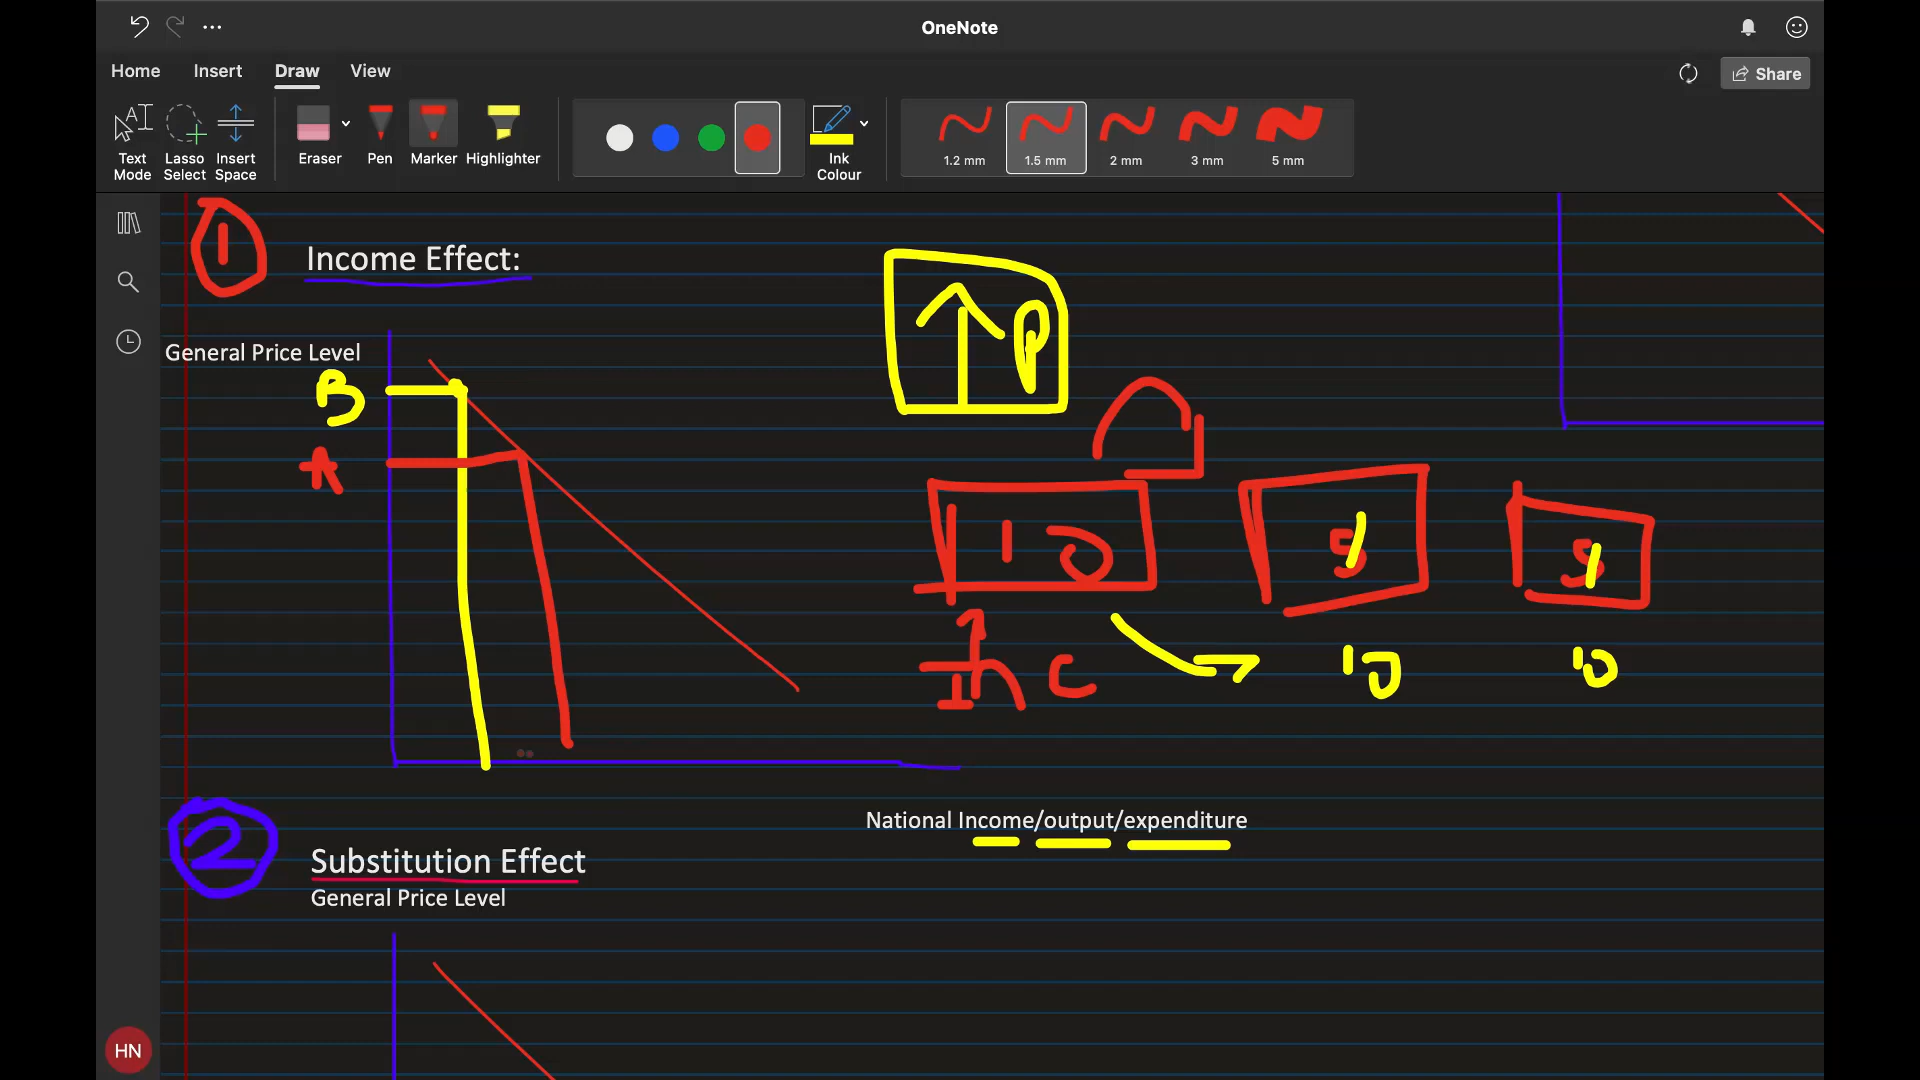 OneNote
Home Insert Draw View
Share
Text Mode
Lasso Select
Insert Space
Eraser
Pen
Marker
Highlighter
Ink Colour
1.2 mm
1.5 mm
2 mm
3 mm
5 mm
1
Income Effect:
P
General Price Level
B
A
10
5
5
Inc
10
10
National Income/output/expenditure
2
Substitution Effect
General Price Level
HN